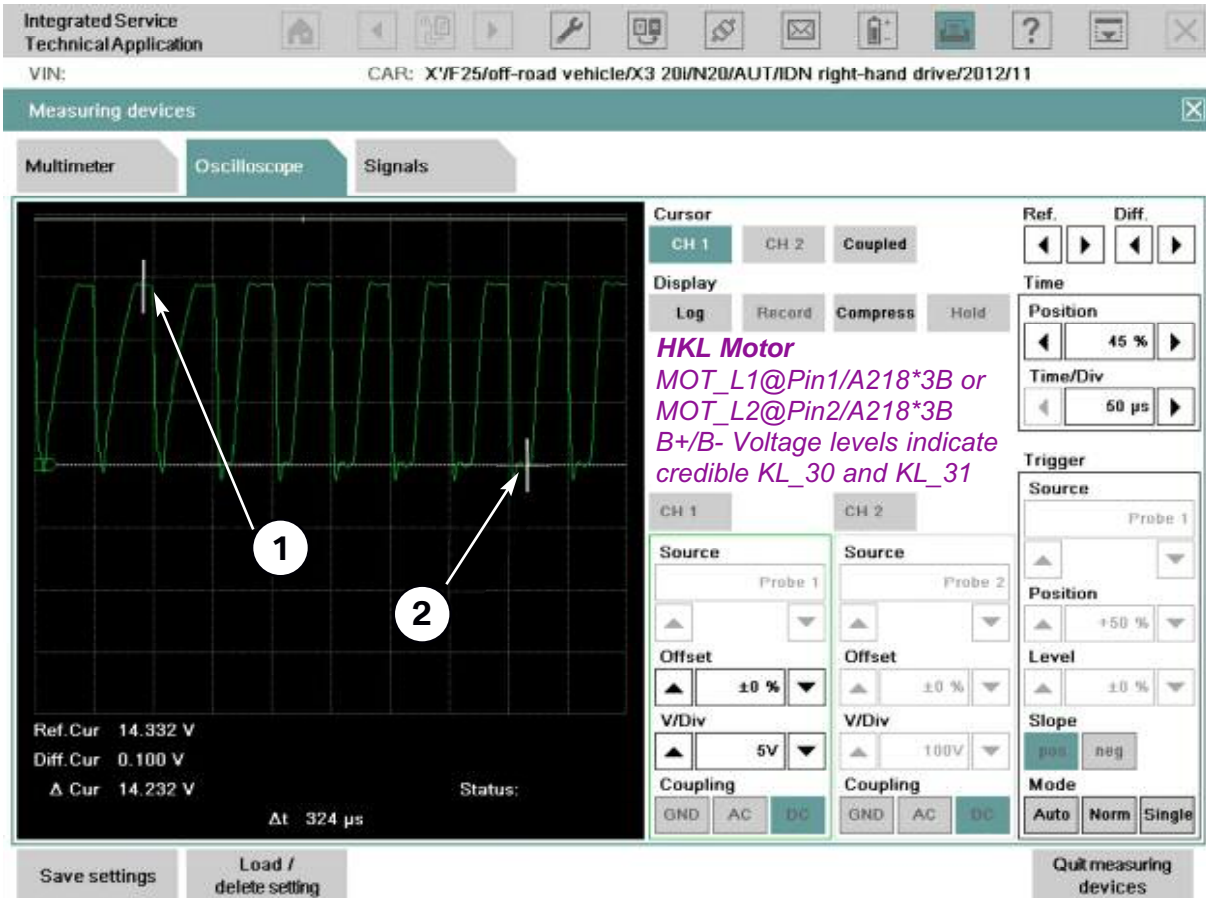 Integrated Service
Technical Application
?
VIN:
CAR: X'/F25/off-road vehicle/X3 20i/N20/AUT/IDN right-hand drive/2012/11
Measuring devices
Multimeter
Oscilloscope
Signals
Cursor
CH 1
CH 2
Coupled
Ref.
Diff.
Display
Log
Record
Compress
Hold
Time
Position
45 %
Time/Div
50 µs
HKL Motor
MOT_L1@Pin1/A218*3B or
MOT_L2@Pin2/A218*3B
B+/B- Voltage levels indicate
credible KL_30 and KL_31
1
2
CH 1
CH 2
Source
Probe 1
Source
Probe 2
Offset
±0 %
Offset
±0 %
V/Div
5V
V/Div
100V
Coupling
GND
AC
DC
Coupling
GND
AC
DC
Trigger
Source
Probe 1
Position
+50 %
Level
±0 %
Slope
pos
neg
Mode
Auto
Norm
Single
Ref.Cur 14.332 V
Diff.Cur 0.100 V
Δ Cur 14.232 V
Status:
Δt 324 µs
Save settings
Load /
delete setting
Quit measuring
devices